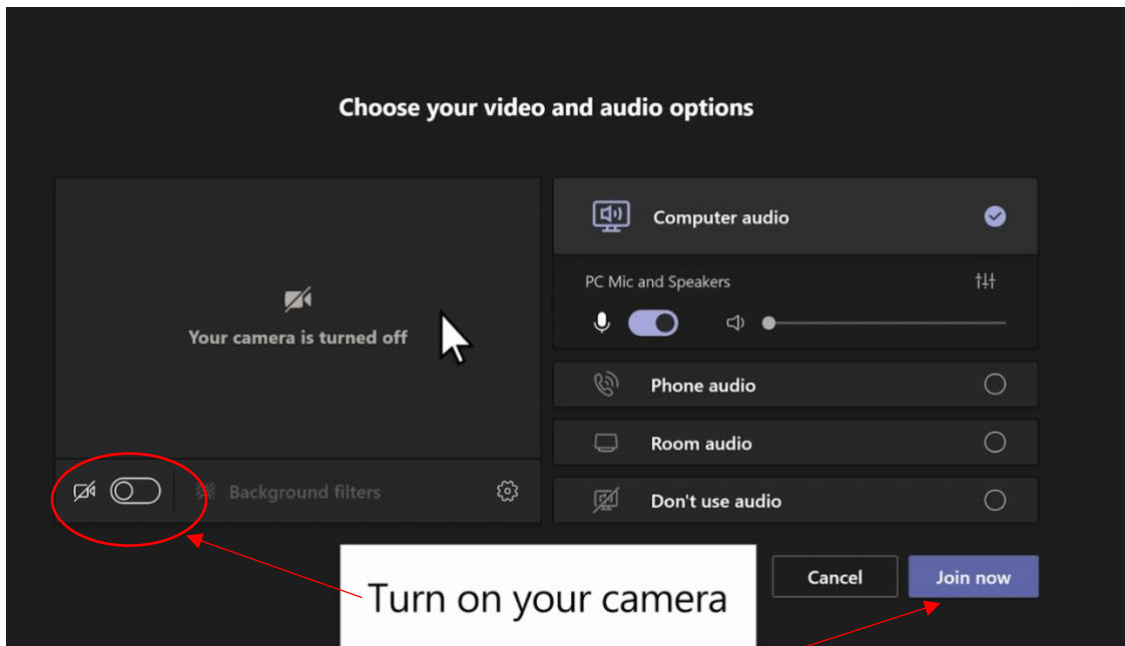 Choose your video and audio options
Your camera is turned off
Background filters
Computer audio
PC Mic and Speakers
Phone audio
Room audio
Don't use audio
Turn on your camera
Cancel
Join now